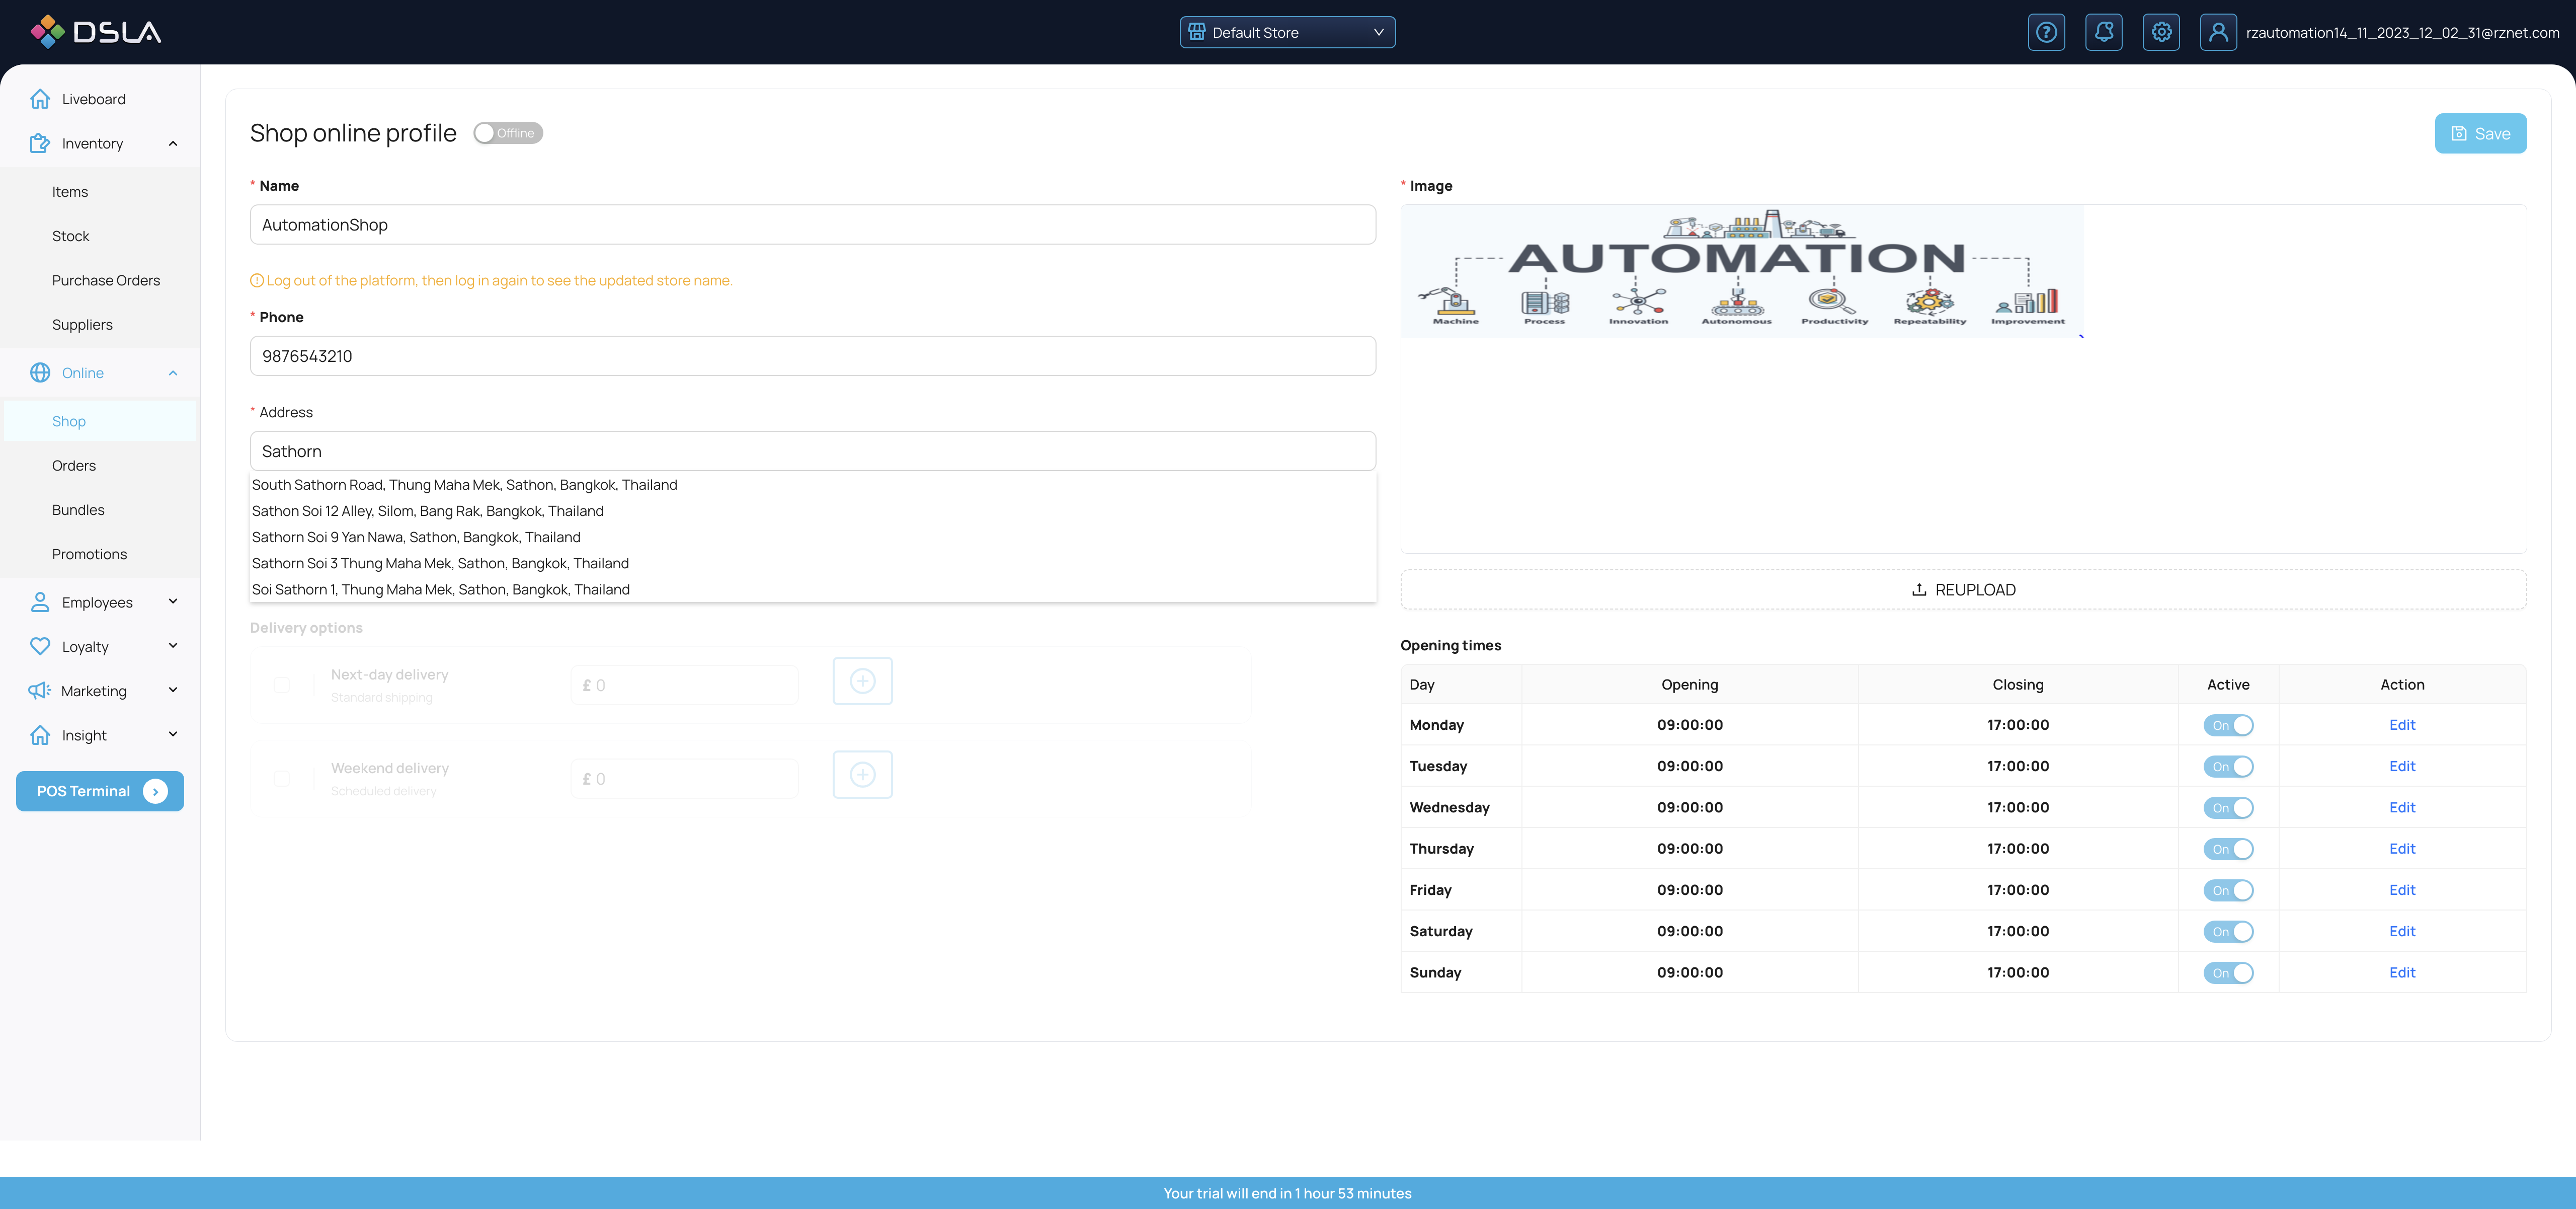 DSLA
Default Store
rzautomation14_11_2023_12_02_31@rznet.com
Liveboard
Inventory
Items
Stock
Purchase Orders
Suppliers
Online
Shop
Orders
Bundles
Promotions
Employees
Loyalty
Marketing
Insight
POS Terminal
Shop online profile
Offline
Save
* Name
AutomationShop
Log out of the platform, then log in again to see the updated store name.
* Phone
9876543210
* Address
Sathorn
South Sathorn Road, Thung Maha Mek, Sathon, Bangkok, Thailand
Sathon Soi 12 Alley, Silom, Bang Rak, Bangkok, Thailand
Sathorn Soi 9 Yan Nawa, Sathon, Bangkok, Thailand
Sathorn Soi 3 Thung Maha Mek, Sathon, Bangkok, Thailand
Soi Sathorn 1, Thung Maha Mek, Sathon, Bangkok, Thailand
Delivery options
Next-day delivery
Standard shipping
£ 0
Weekend delivery
Scheduled delivery
£ 0
* Image
AUTOMATION
Machine Process Innovation Autonomous Productivity Repeatability Improvement
REUPLOAD
Opening times
Day Opening Closing Active Action
Monday 09:00:00 17:00:00 On Edit
Tuesday 09:00:00 17:00:00 On Edit
Wednesday 09:00:00 17:00:00 On Edit
Thursday 09:00:00 17:00:00 On Edit
Friday 09:00:00 17:00:00 On Edit
Saturday 09:00:00 17:00:00 On Edit
Sunday 09:00:00 17:00:00 On Edit
Your trial will end in 1 hour 53 minutes